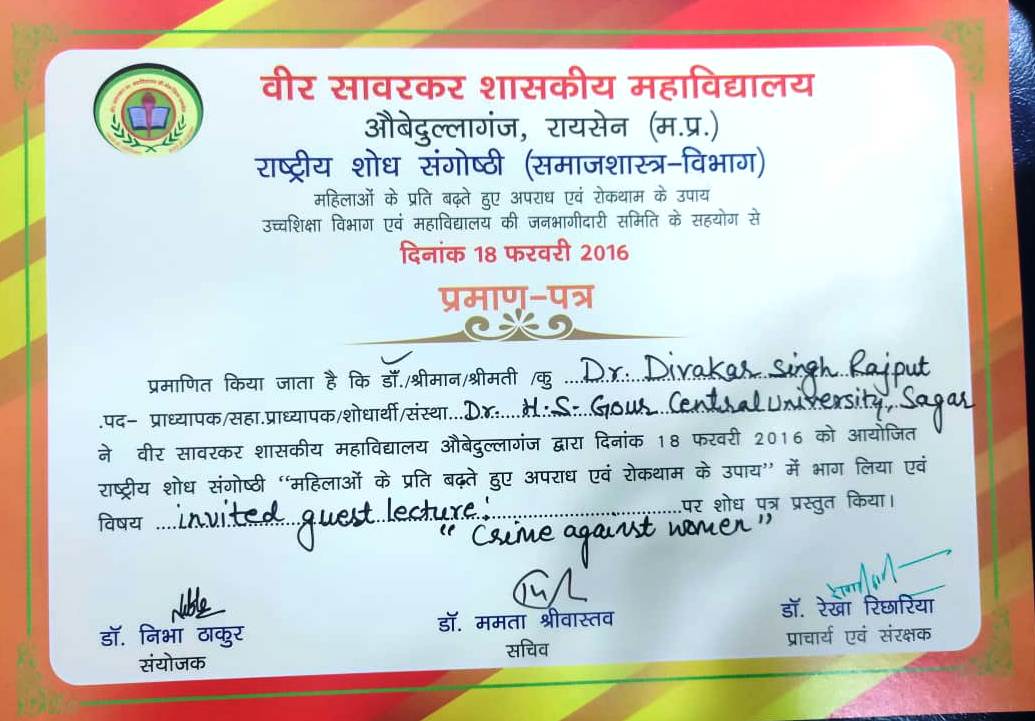 वीर सावरकर शासकीय महाविद्यालय
औबेदुल्लागंज, रायसेन (म.प्र.)
राष्ट्रीय शोध संगोष्ठी (समाजशास्त्र-विभाग)
महिलाओं के प्रति बढ़ते हुए अपराध एवं रोकथाम के उपाय
उच्चशिक्षा विभाग एवं महाविद्यालय की जनभागीदारी समिति के सहयोग से
दिनांक 18 फरवरी 2016
प्रमाण-पत्र
प्रमाणित किया जाता है कि डॉ./श्रीमान/श्रीमती /कु ...Dr. Divakar Singh Rajput
.पद- प्राध्यापक/सहा.प्राध्यापक/शोधार्थी/संस्था...Dr. H.S. Gour Central University, Sagar
ने वीर सावरकर शासकीय महाविद्यालय औबेदुल्लागंज द्वारा दिनांक 18 फरवरी 2016 को आयोजित
राष्ट्रीय शोध संगोष्ठी "महिलाओं के प्रति बढ़ते हुए अपराध एवं रोकथाम के उपाय" में भाग लिया एवं
विषय ...invited guest lecture:.......................पर शोध पत्र प्रस्तुत किया।
"Crime against women"
डॉ. निभा ठाकुर
संयोजक
डॉ. ममता श्रीवास्तव
सचिव
डॉ. रेखा रिछारिया
प्राचार्य एवं संरक्षक